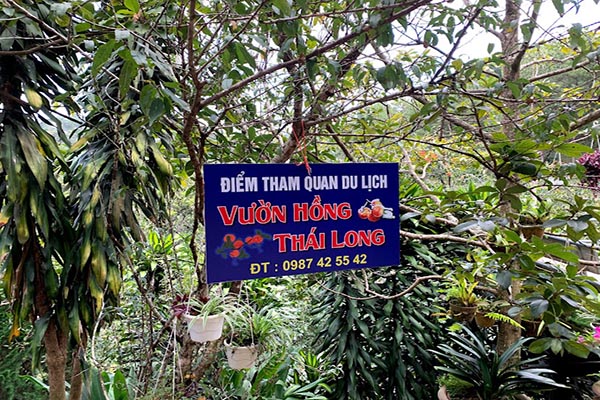 ĐIỂM THAM QUAN DU LỊCH
VƯỜN HỒNG
THÁI LONG
ĐT : 0987 42 55 42